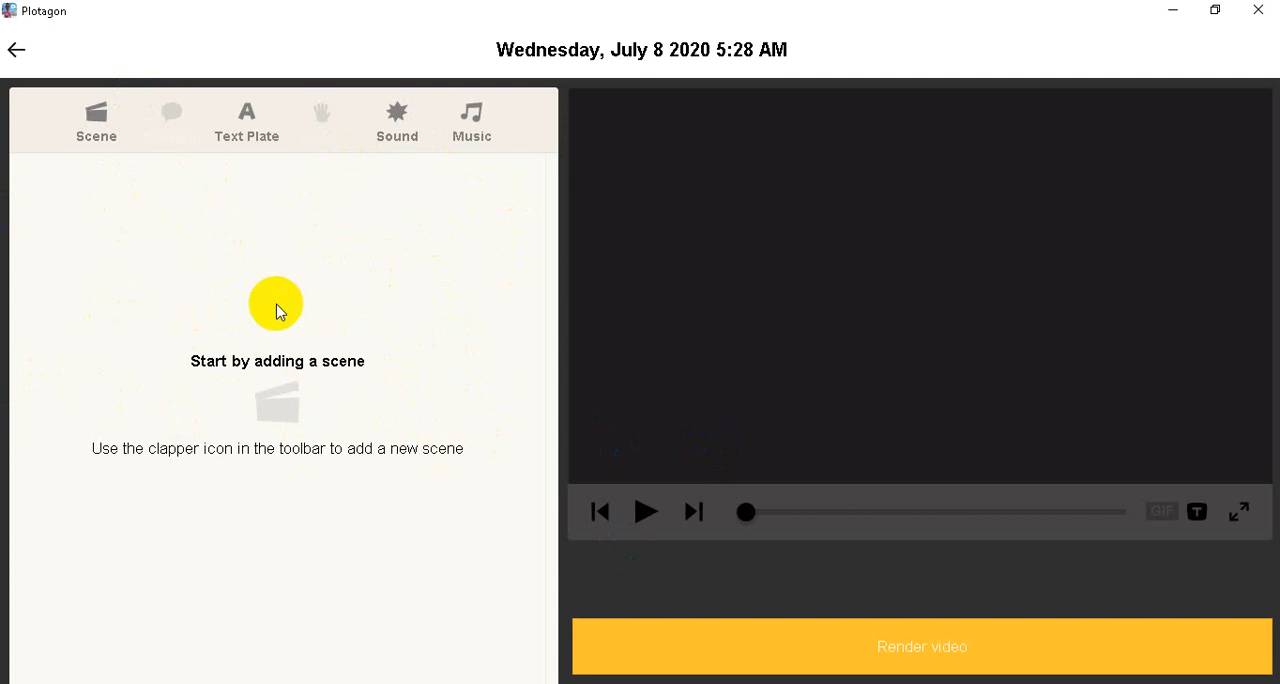 Plotagon
Wednesday, July 8 2020 5:28 AM
Scene
Text Plate
Sound
Music
Start by adding a scene
Use the clapper icon in the toolbar to add a new scene
GIF
T
Render video